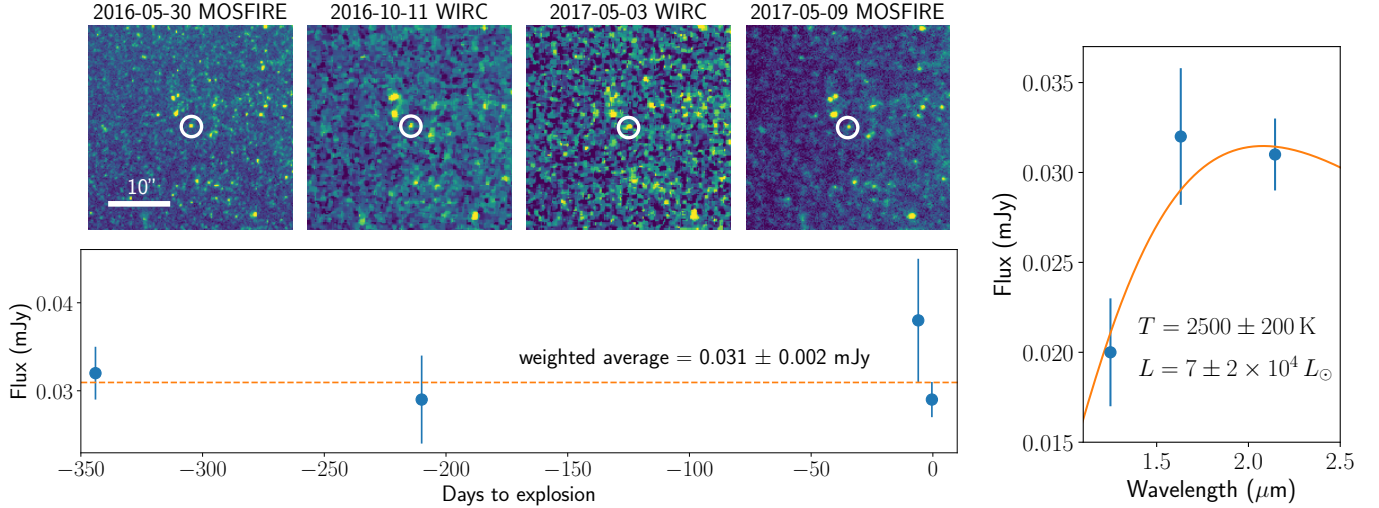 2016-05-30 MOSFIRE
2016-10-11 WIRC
2017-05-03 WIRC
2017-05-09 MOSFIRE
10"
Flux (mJy)
0.04
0.03
weighted average = 0.031 ± 0.002 mJy
−350 −300 −250 −200 −150 −100 −50 0
Days to explosion
Flux (mJy)
0.035
0.030
0.025
0.020
0.015
T = 2500 ± 200 K
L = 7 ± 2 × 10⁴ L☉
1.5 2.0 2.5
Wavelength (μm)